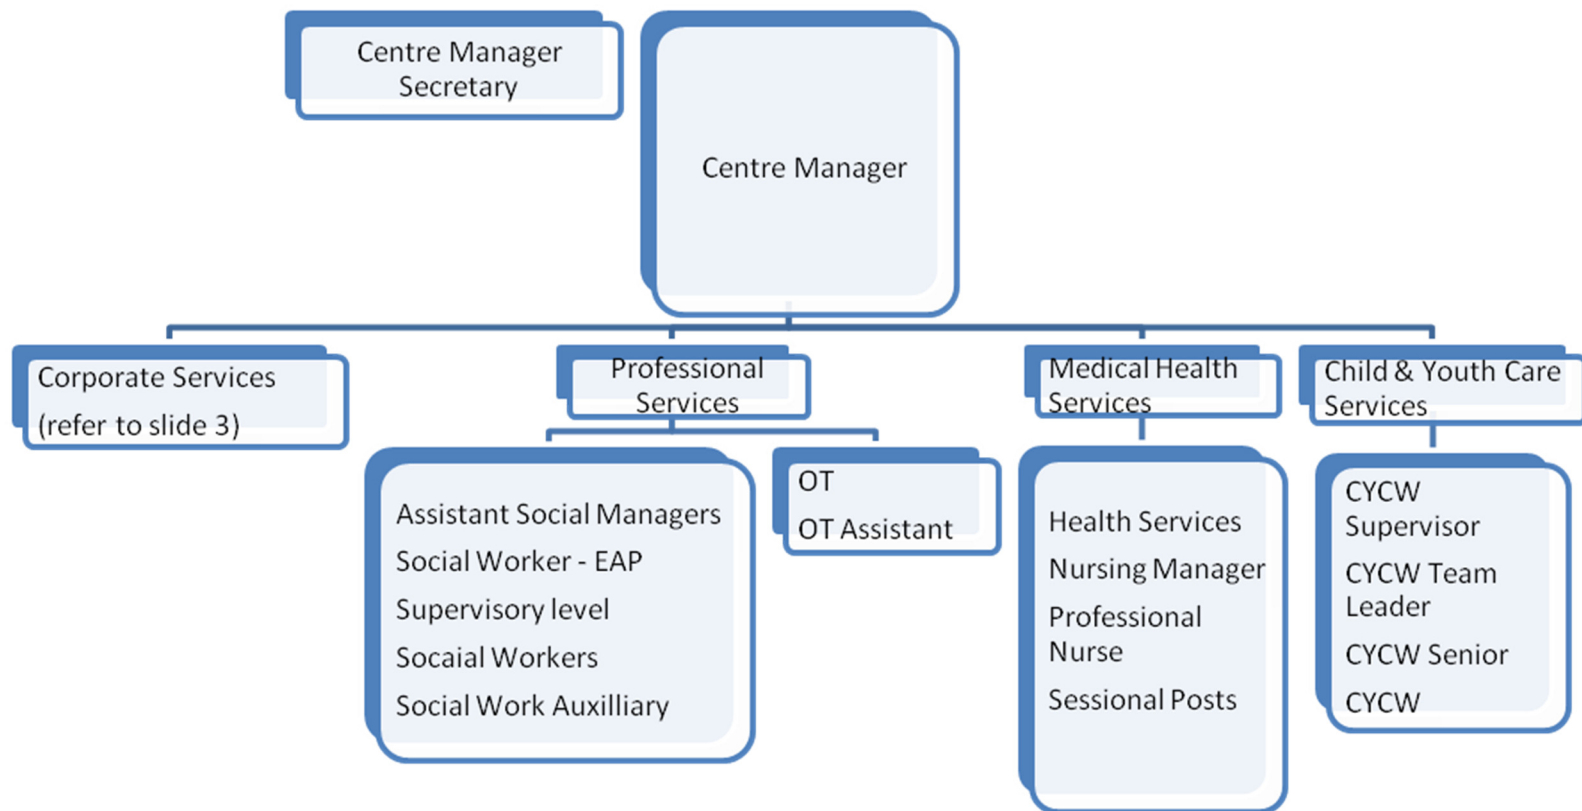 Centre Manager
Secretary
Centre Manager
Corporate Services
(refer to slide 3)
Professional
Services
Medical Health
Services
Child & Youth Care
Services
Assistant Social Managers
Social Worker - EAP
Supervisory level
Socaial Workers
Social Work Auxilliary
OT
OT Assistant
Health Services
Nursing Manager
Professional
Nurse
Sessional Posts
CYCW
Supervisor
CYCW Team
Leader
CYCW Senior
CYCW